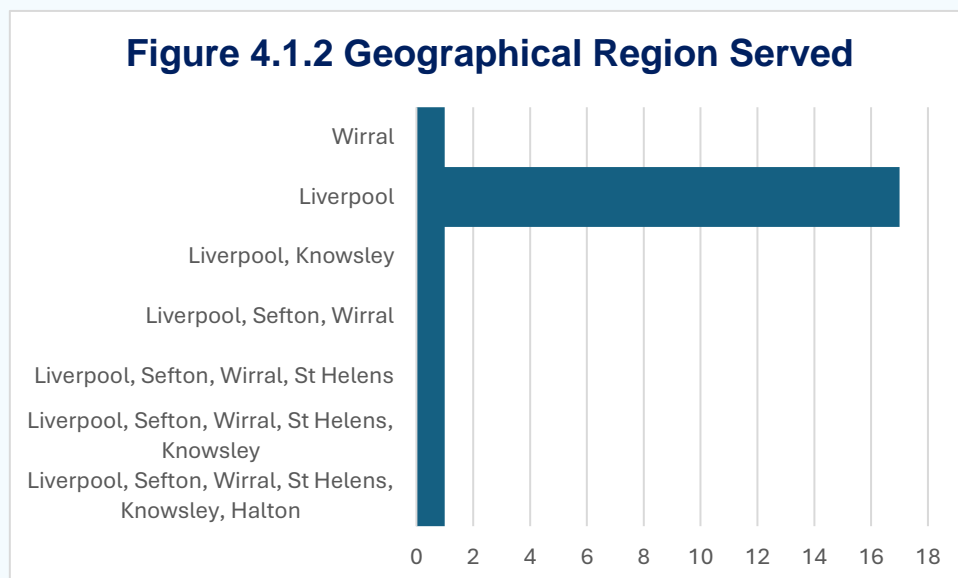 Figure 4.1.2 Geographical Region Served
Wirral
Liverpool
Liverpool, Knowsley
Liverpool, Sefton, Wirral
Liverpool, Sefton, Wirral, St Helens
Liverpool, Sefton, Wirral, St Helens,
Knowsley
Liverpool, Sefton, Wirral, St Helens,
Knowsley, Halton
0 2 4 6 8 10 12 14 16 18